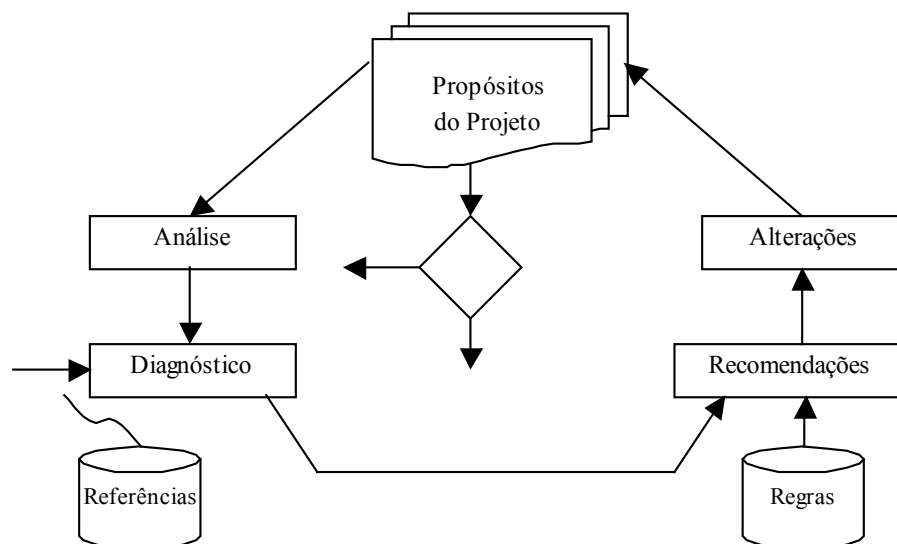 Propósitos
do Projeto
Análise
Alterações
Diagnóstico
Recomendações
Referências
Regras